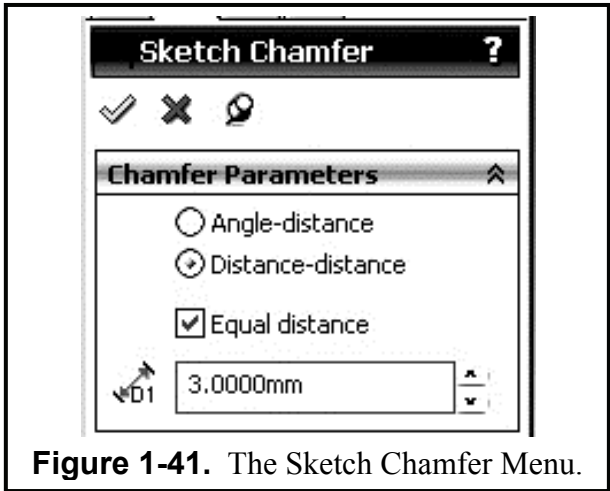 Sketch Chamfer ?
Chamfer Parameters
Angle-distance
Distance-distance
Equal distance
D1 3.0000mm
Figure 1-41. The Sketch Chamfer Menu.